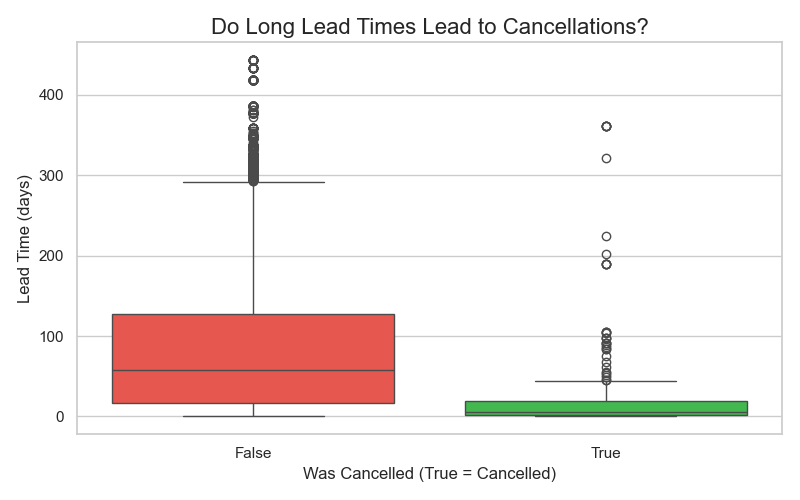 Do Long Lead Times Lead to Cancellations?
Lead Time (days)
400
300
200
100
0
False
True
Was Cancelled (True = Cancelled)